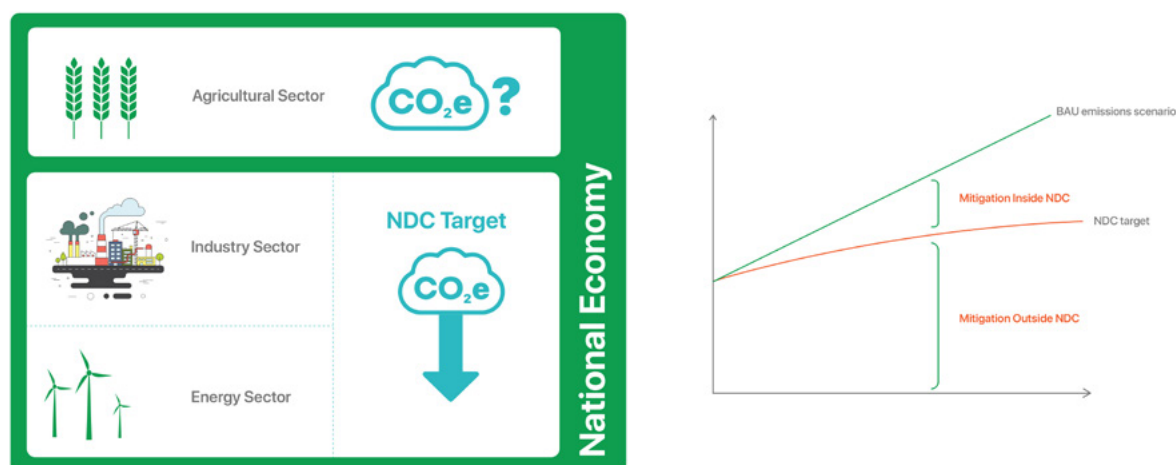 Agricultural Sector
CO₂e ?
Industry Sector
NDC Target
CO₂e
Energy Sector
National Economy
BAU emissions scenario
Mitigation Inside NDC
NDC target
Mitigation Outside NDC